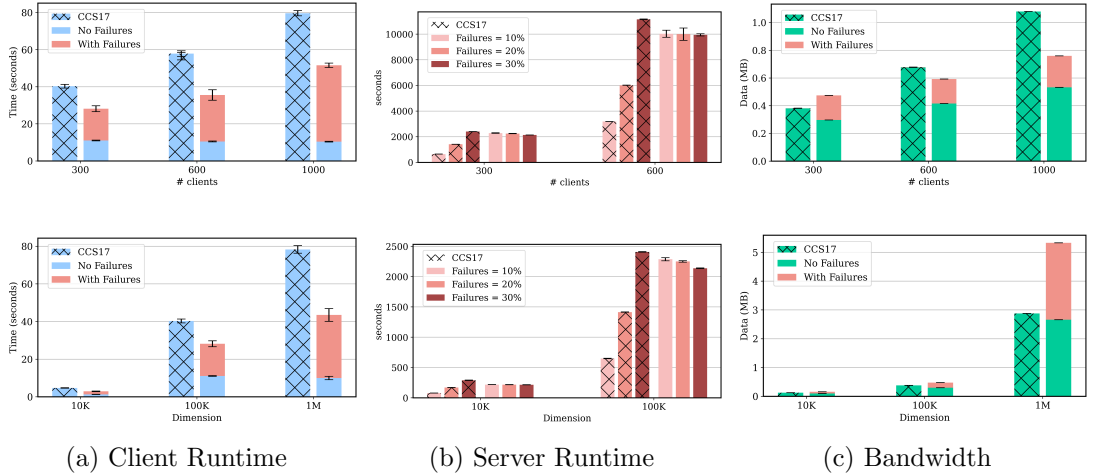 80
60
40
20
0
Time (seconds)
CCS17
No Failures
With Failures
300
600
1000
# clients
10000
8000
6000
4000
2000
0
seconds
CCS17
Failures = 10%
Failures = 20%
Failures = 30%
300
600
# clients
1.0
0.8
0.6
0.4
0.2
0.0
Data (MB)
CCS17
No Failures
With Failures
300
600
1000
# clients
80
60
40
20
0
Time (seconds)
CCS17
No Failures
With Failures
10K
100K
1M
Dimension
2500
2000
1500
1000
500
0
seconds
CCS17
Failures = 10%
Failures = 20%
Failures = 30%
10K
100K
Dimension
6
5
4
3
2
1
0
Data (MB)
CCS17
No Failures
With Failures
10K
100K
1M
Dimension
(a) Client Runtime
(b) Server Runtime
(c) Bandwidth